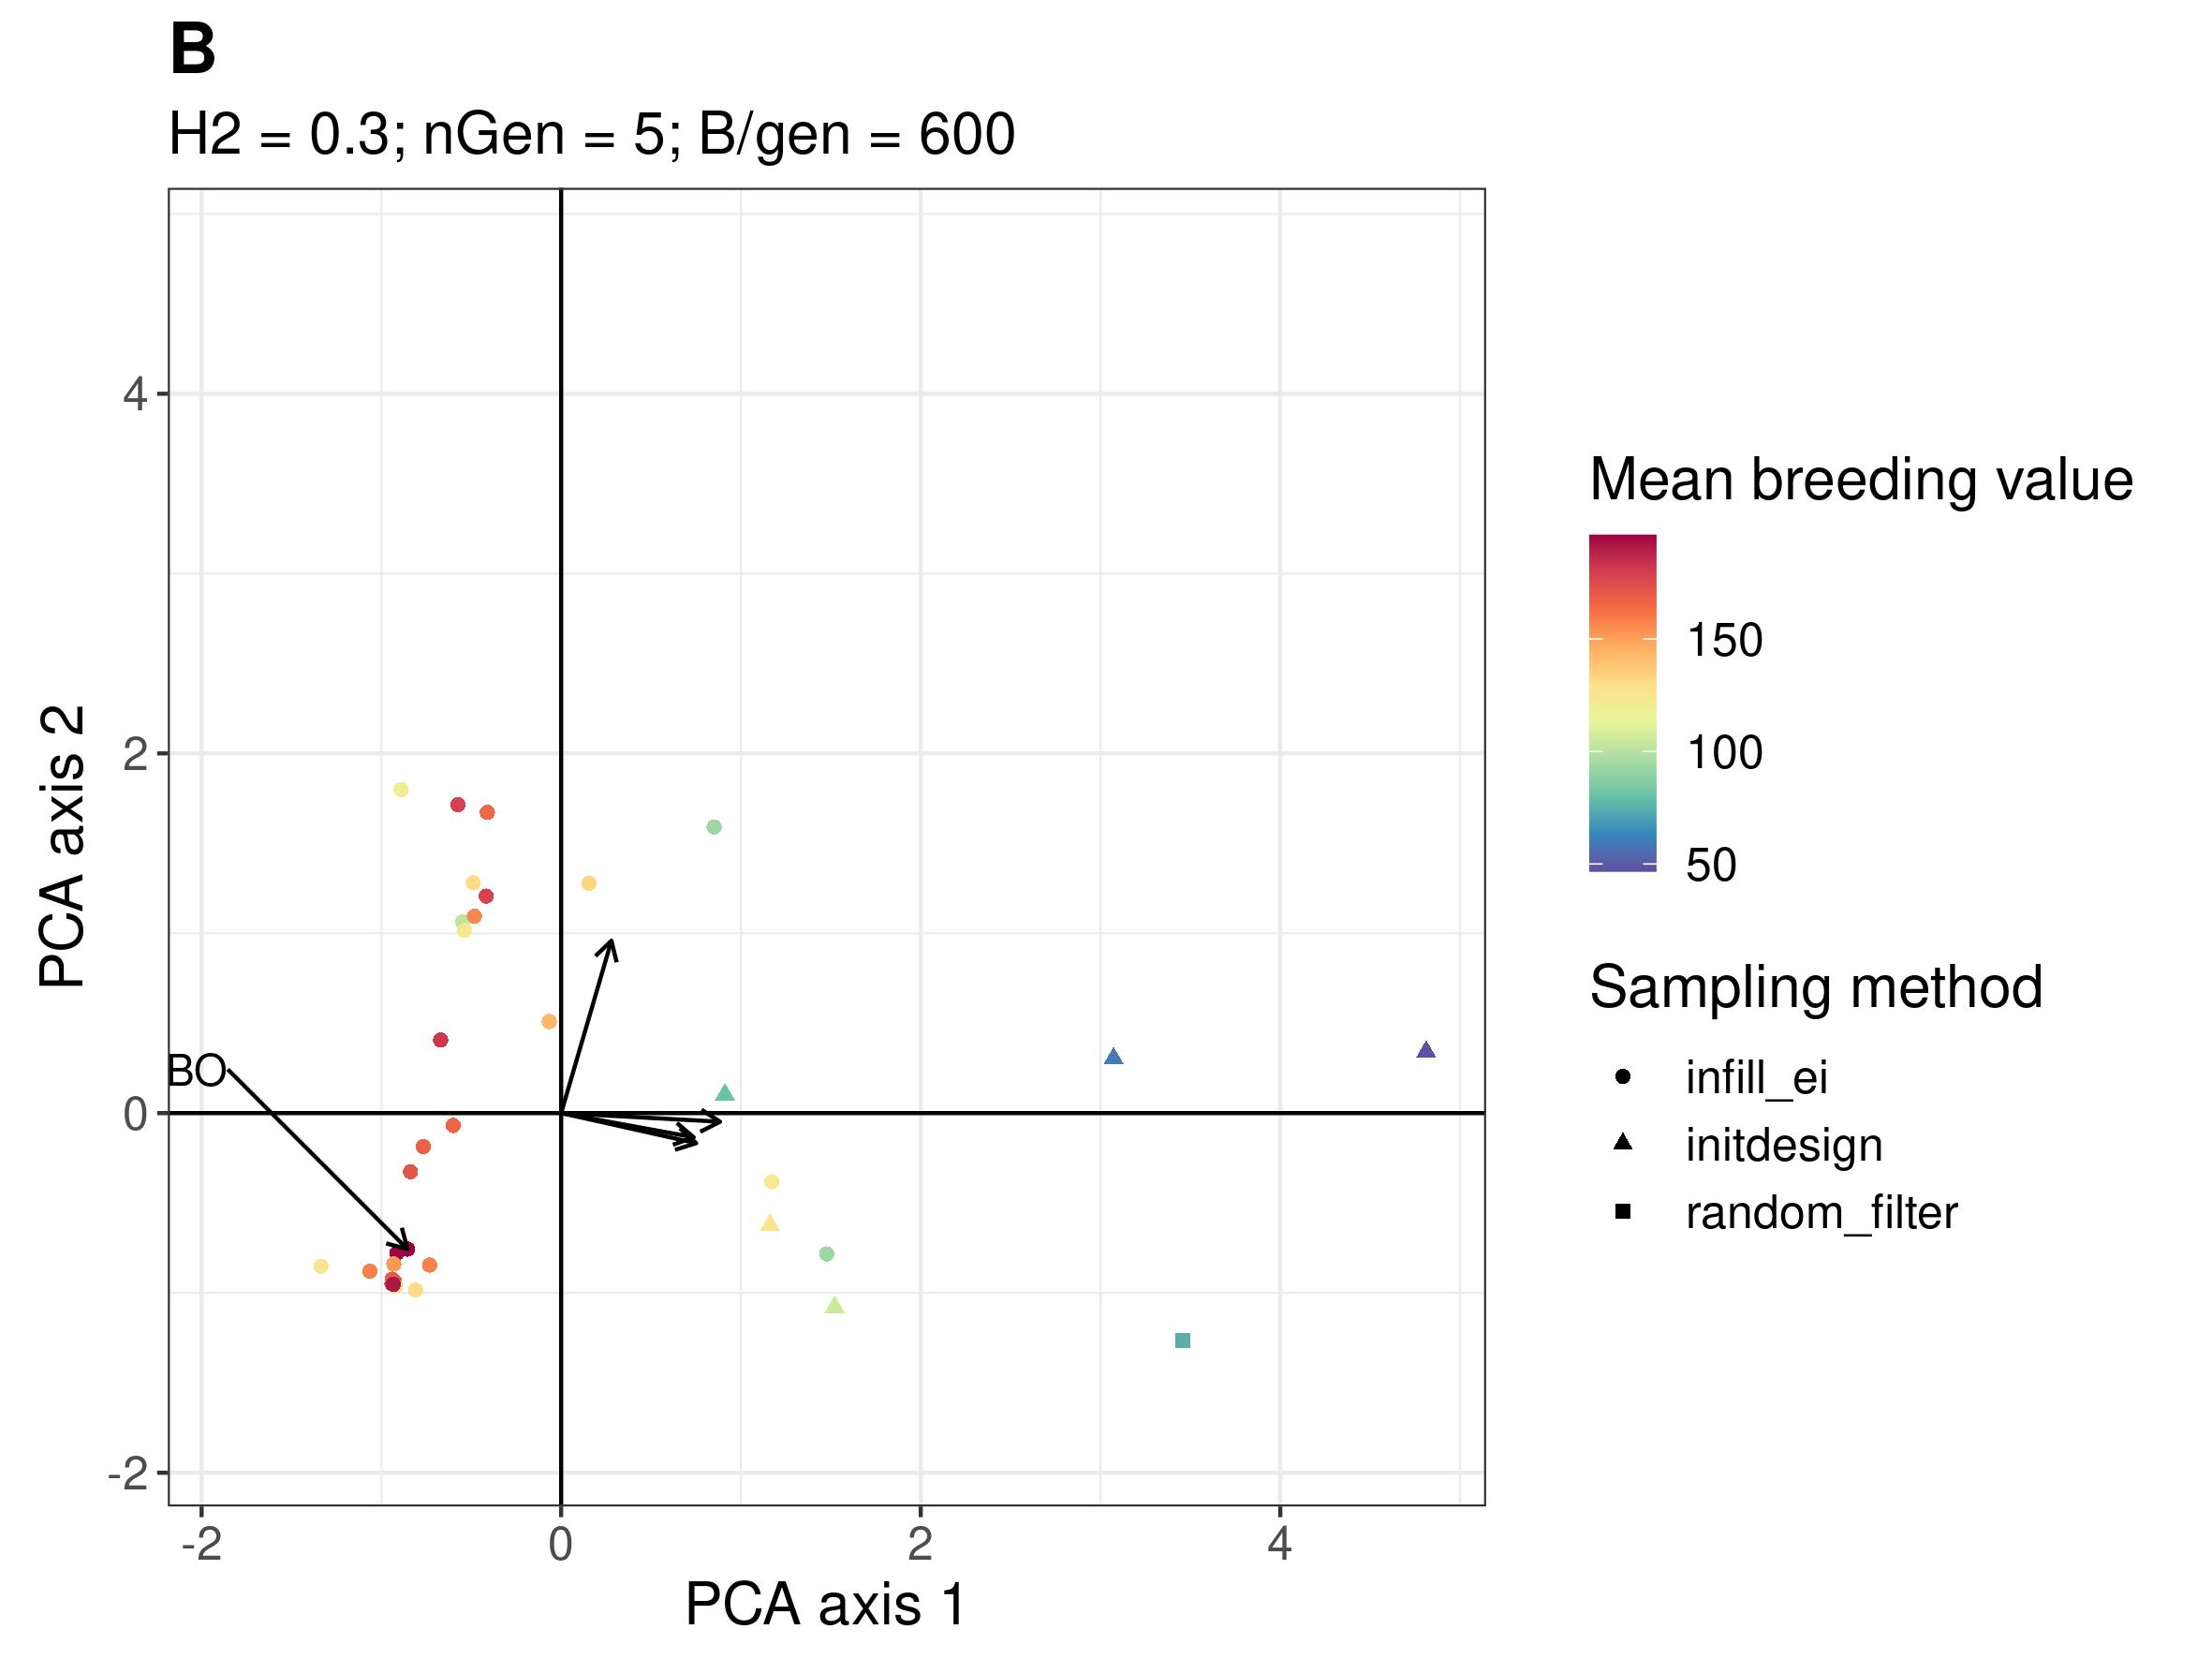 B
H2 = 0.3; nGen = 5; B/gen = 600
PCA axis 2
4
2
0
-2
BO
-2
0
2
4
PCA axis 1
Mean breeding value
150
100
50
Sampling method
infill_ei
initdesign
random_filter